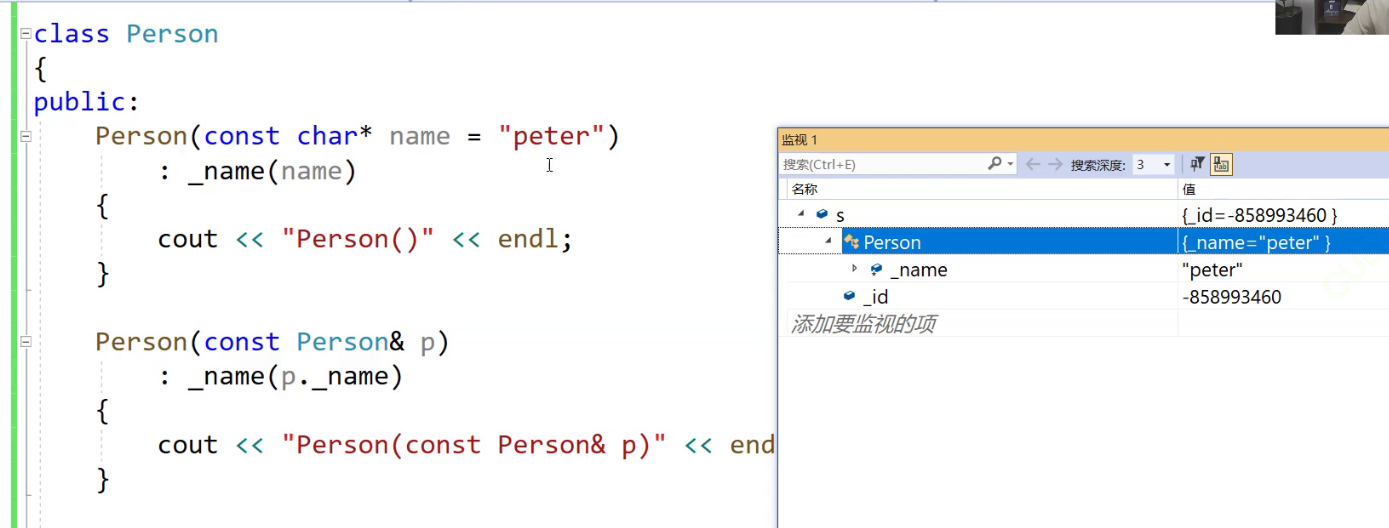 class Person
{
public:
Person(const char* name = "peter")
: _name(name)
{
cout << "Person()" << endl;
}
Person(const Person& p)
: _name(p._name)
{
cout << "Person(const Person& p)" << end
}
监视 1
搜索(Ctrl+E) 搜索深度: 3
名称 值
s {_id=-858993460 }
Person {_name="peter" }
_name "peter"
_id -858993460
添加要监视的项